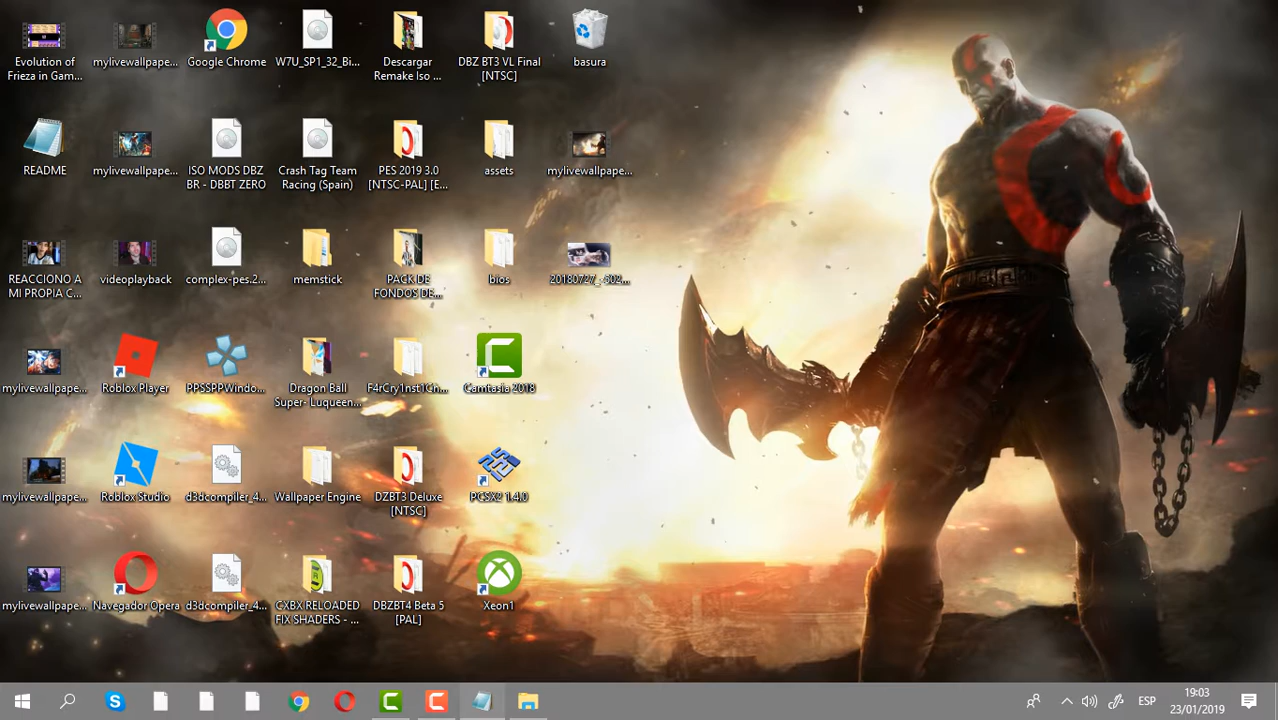 Evolution of
Frieza in Gam...
mylivewallpape...
Google Chrome
W7U_SP1_32_Bi...
Descargar
Remake Iso ...
DBZ BT3 VL Final
[NTSC]
basura
README
mylivewallpape...
ISO MODS DBZ
BR - DBBT ZERO
Crash Tag Team
Racing (Spain)
PES 2019 3.0
[NTSC-PAL] [E...
assets
mylivewallpape...
REACCIONO A
MI PROPIA C...
videoplayback
complex-pes.2...
memstick
PACK DE
FONDOS DE...
bios
20180727_-502...
mylivewallpape...
Roblox Player
PPSSPPWindo...
Dragon Ball
Super- Luqueen...
F4rCry1nst1Ch...
Camtasia 2018
mylivewallpape...
Roblox Studio
d3dcompiler_4...
Wallpaper Engine
DZBT3 Deluxe
[NTSC]
PCSX2 1.4.0
mylivewallpape...
Navegador Opera
d3dcompiler_4...
CXBX RELOADED
FIX SHADERS - ...
DBZBT4 Beta 5
[PAL]
Xeon1
ESP
19:03
23/01/2019